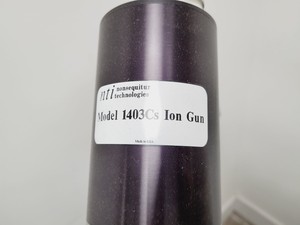 nti nonsequitur
technologies
Model 1403Cs Ion Gun